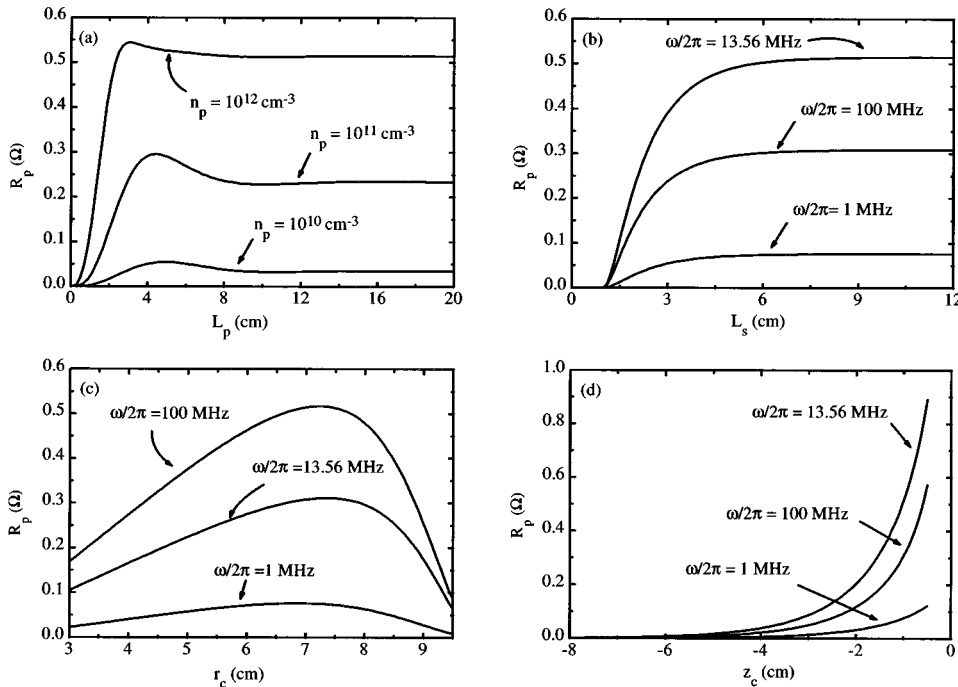 (a)
0.6
0.5
0.4
0.3
0.2
0.1
0.0
R_p (Ω)
n_p = 10^12 cm^-3
n_p = 10^11 cm^-3
n_p = 10^10 cm^-3
0 4 8 12 16 20
L_p (cm)
(b)
0.6
0.5
0.4
0.3
0.2
0.1
0.0
R_p (Ω)
ω/2π = 13.56 MHz
ω/2π = 100 MHz
ω/2π= 1 MHz
0 3 6 9 12
L_s (cm)
(c)
0.6
0.5
0.4
0.3
0.2
0.1
0.0
R_p (Ω)
ω/2π =100 MHz
ω/2π =13.56 MHz
ω/2π =1 MHz
3 4 5 6 7 8 9
r_c (cm)
(d)
1.0
0.8
0.6
0.4
0.2
0.0
R_p (Ω)
ω/2π = 13.56 MHz
ω/2π = 100 MHz
ω/2π = 1 MHz
-8 -6 -4 -2 0
z_c (cm)